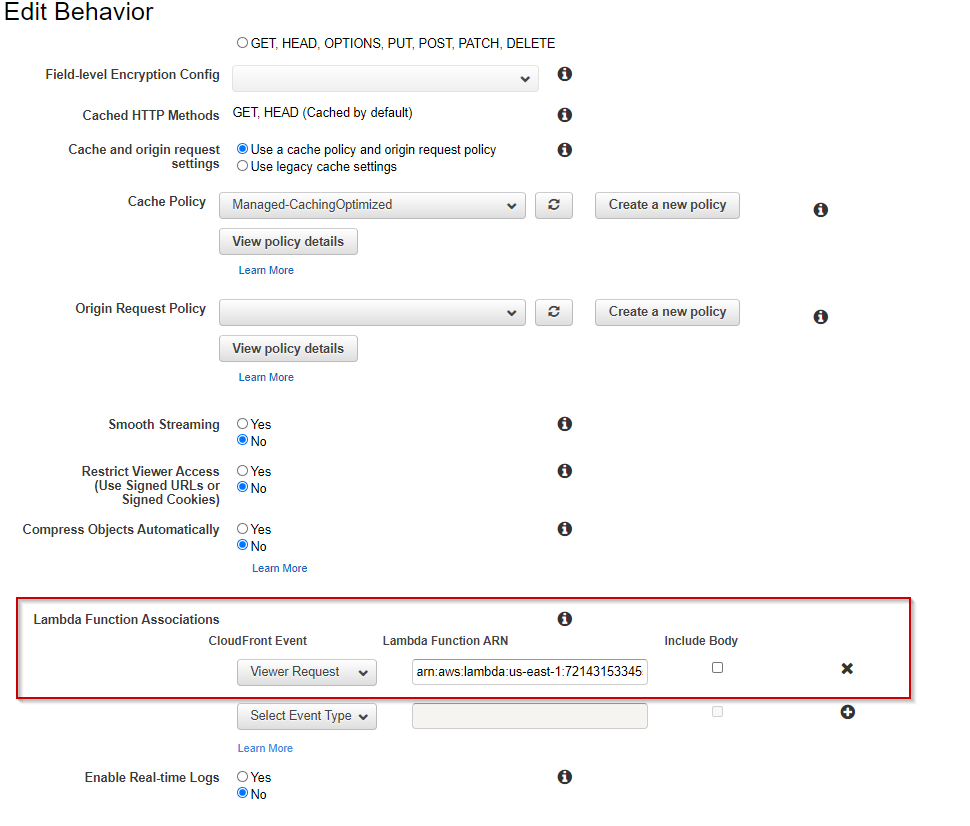 Edit Behavior
GET, HEAD, OPTIONS, PUT, POST, PATCH, DELETE
Field-level Encryption Config
Cached HTTP Methods GET, HEAD (Cached by default)
Cache and origin request Use a cache policy and origin request policy
settings Use legacy cache settings
Cache Policy Managed-CachingOptimized Create a new policy
View policy details
Learn More
Origin Request Policy Create a new policy
View policy details
Learn More
Smooth Streaming Yes
No
Restrict Viewer Access Yes
(Use Signed URLs or No
Signed Cookies)
Compress Objects Automatically Yes
No
Learn More
Lambda Function Associations
CloudFront Event Lambda Function ARN Include Body
Viewer Request arn:aws:lambda:us-east-1:72143153345
Select Event Type
Learn More
Enable Real-time Logs Yes
No